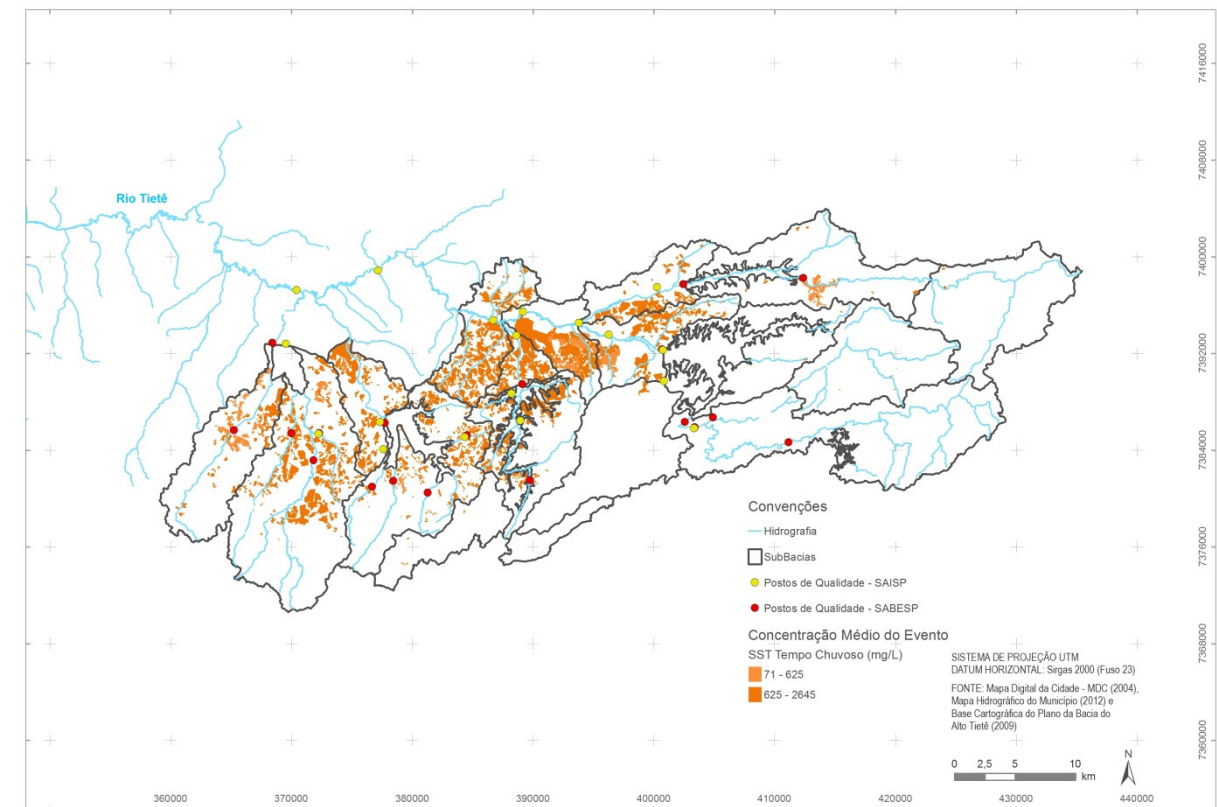 7416000
7408000
Rio Tietê
7400000
7392000
7384000
Convenções
Hidrografia
SubBacias
7376000
Postos de Qualidade - SAISP
Postos de Qualidade - SABESP
Concentração Médio do Evento
SST Tempo Chuvoso (mg/L)
71 - 625
625 - 2645
SISTEMA DE PROJEÇÃO UTM
DATUM HORIZONTAL: Sirgas 2000 (Fuso 23)
FONTE: Mapa Digital da Cidade - MDC (2004),
Mapa Hidrográfico do Município (2012) e
Base Cartográfica do Plano da Bacia do
Alto Tietê (2009)
7368000
7360000
N
0 2,5 5 10
km
360000 370000 380000 390000 400000 410000 420000 430000 440000